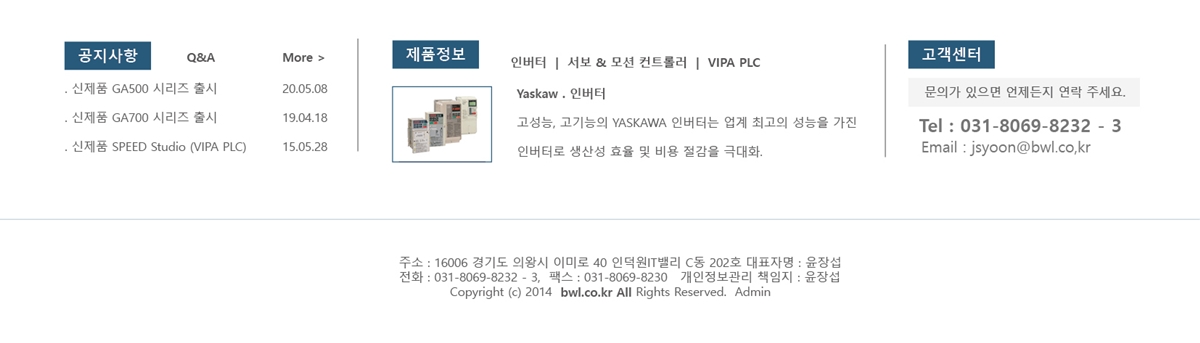 공지사항 Q&A More >
. 신제품 GA500 시리즈 출시 20.05.08
. 신제품 GA700 시리즈 출시 19.04.18
. 신제품 SPEED Studio (VIPA PLC) 15.05.28
제품정보
인버터 | 서보 & 모션 컨트롤러 | VIPA PLC
Yaskaw . 인버터
고성능, 고기능의 YASKAWA 인버터는 업계 최고의 성능을 가진
인버터로 생산성 효율 및 비용 절감을 극대화.
고객센터
문의가 있으면 언제든지 연락 주세요.
Tel : 031-8069-8232 - 3
Email : jsyoon@bwl.co,kr
주소 : 16006 경기도 의왕시 이미로 40 인덕원IT밸리 C동 202호 대표자명 : 윤장섭
전화 : 031-8069-8232 - 3, 팩스 : 031-8069-8230 개인정보관리 책임지 : 윤장섭
Copyright (c) 2014 bwl.co.kr All Rights Reserved. Admin